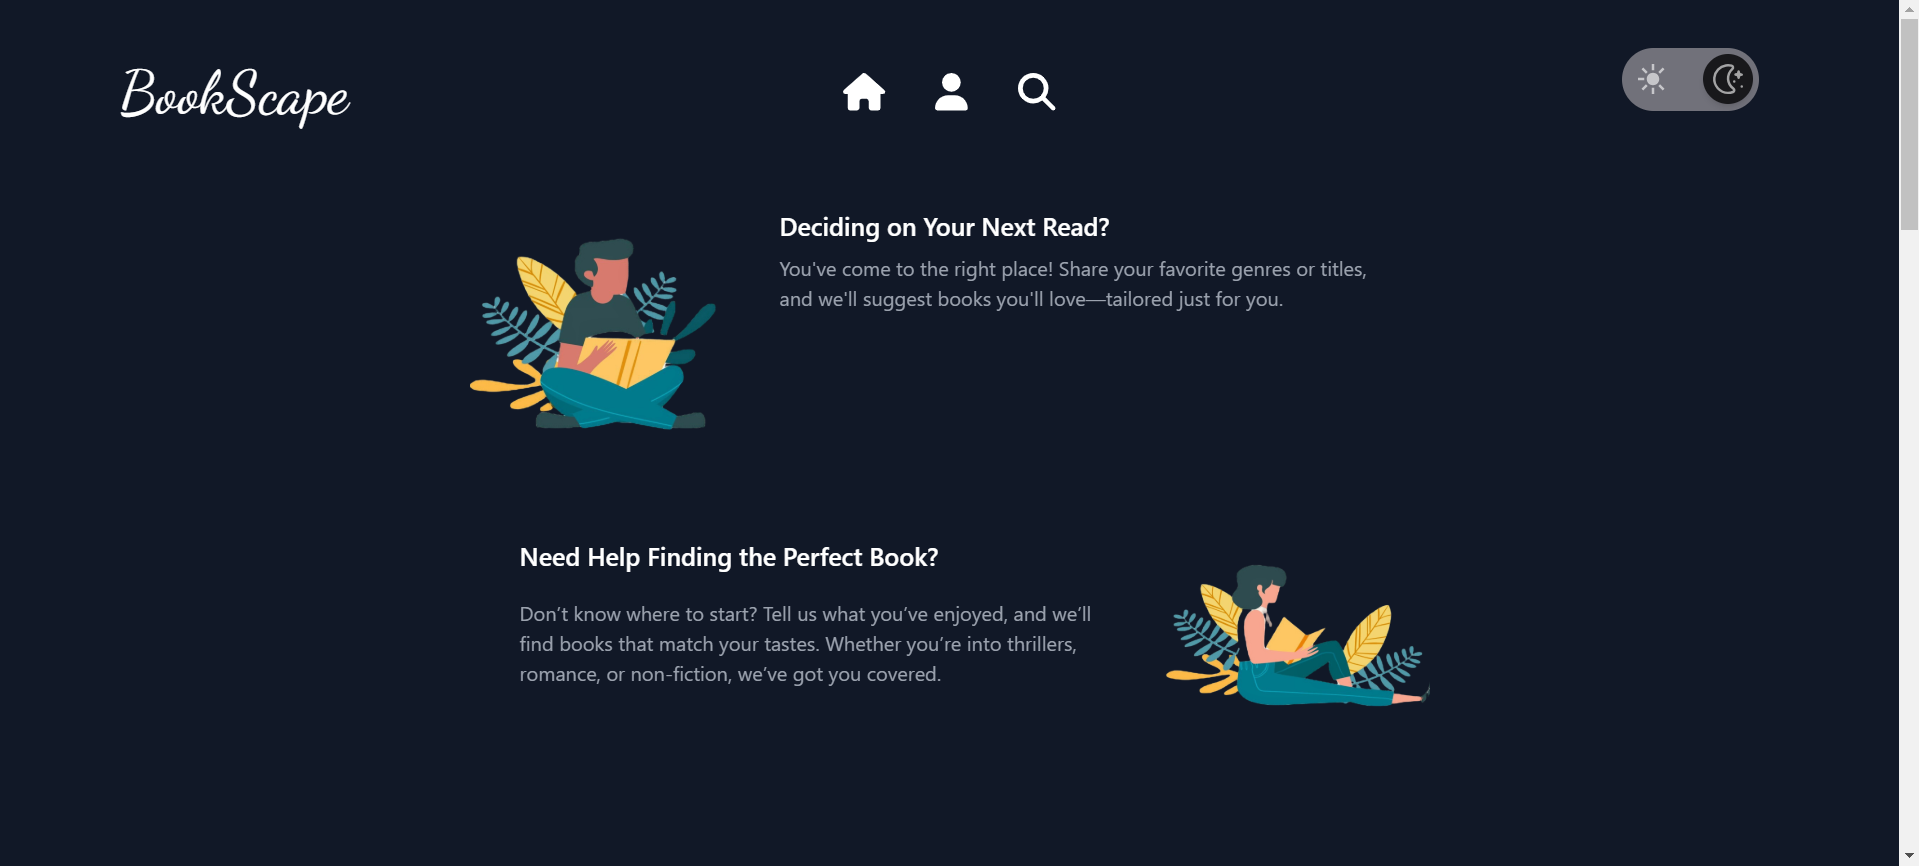 BookScape
Deciding on Your Next Read?
You've come to the right place! Share your favorite genres or titles,
and we'll suggest books you'll love—tailored just for you.
Need Help Finding the Perfect Book?
Don’t know where to start? Tell us what you’ve enjoyed, and we’ll
find books that match your tastes. Whether you’re into thrillers,
romance, or non-fiction, we’ve got you covered.